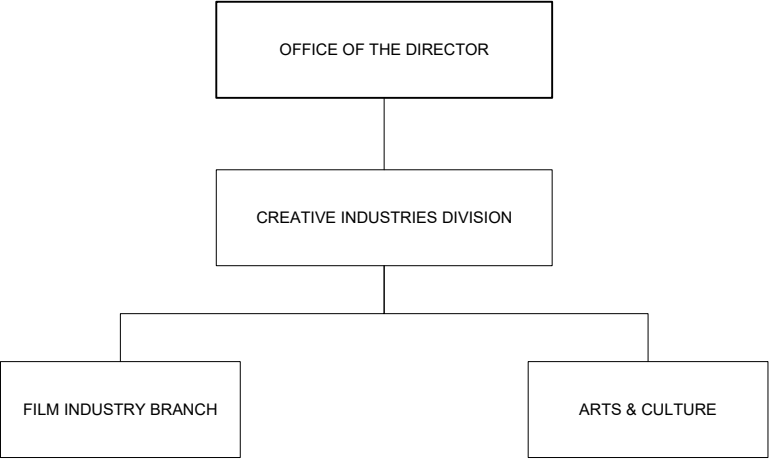 OFFICE OF THE DIRECTOR
CREATIVE INDUSTRIES DIVISION
FILM INDUSTRY BRANCH
ARTS & CULTURE